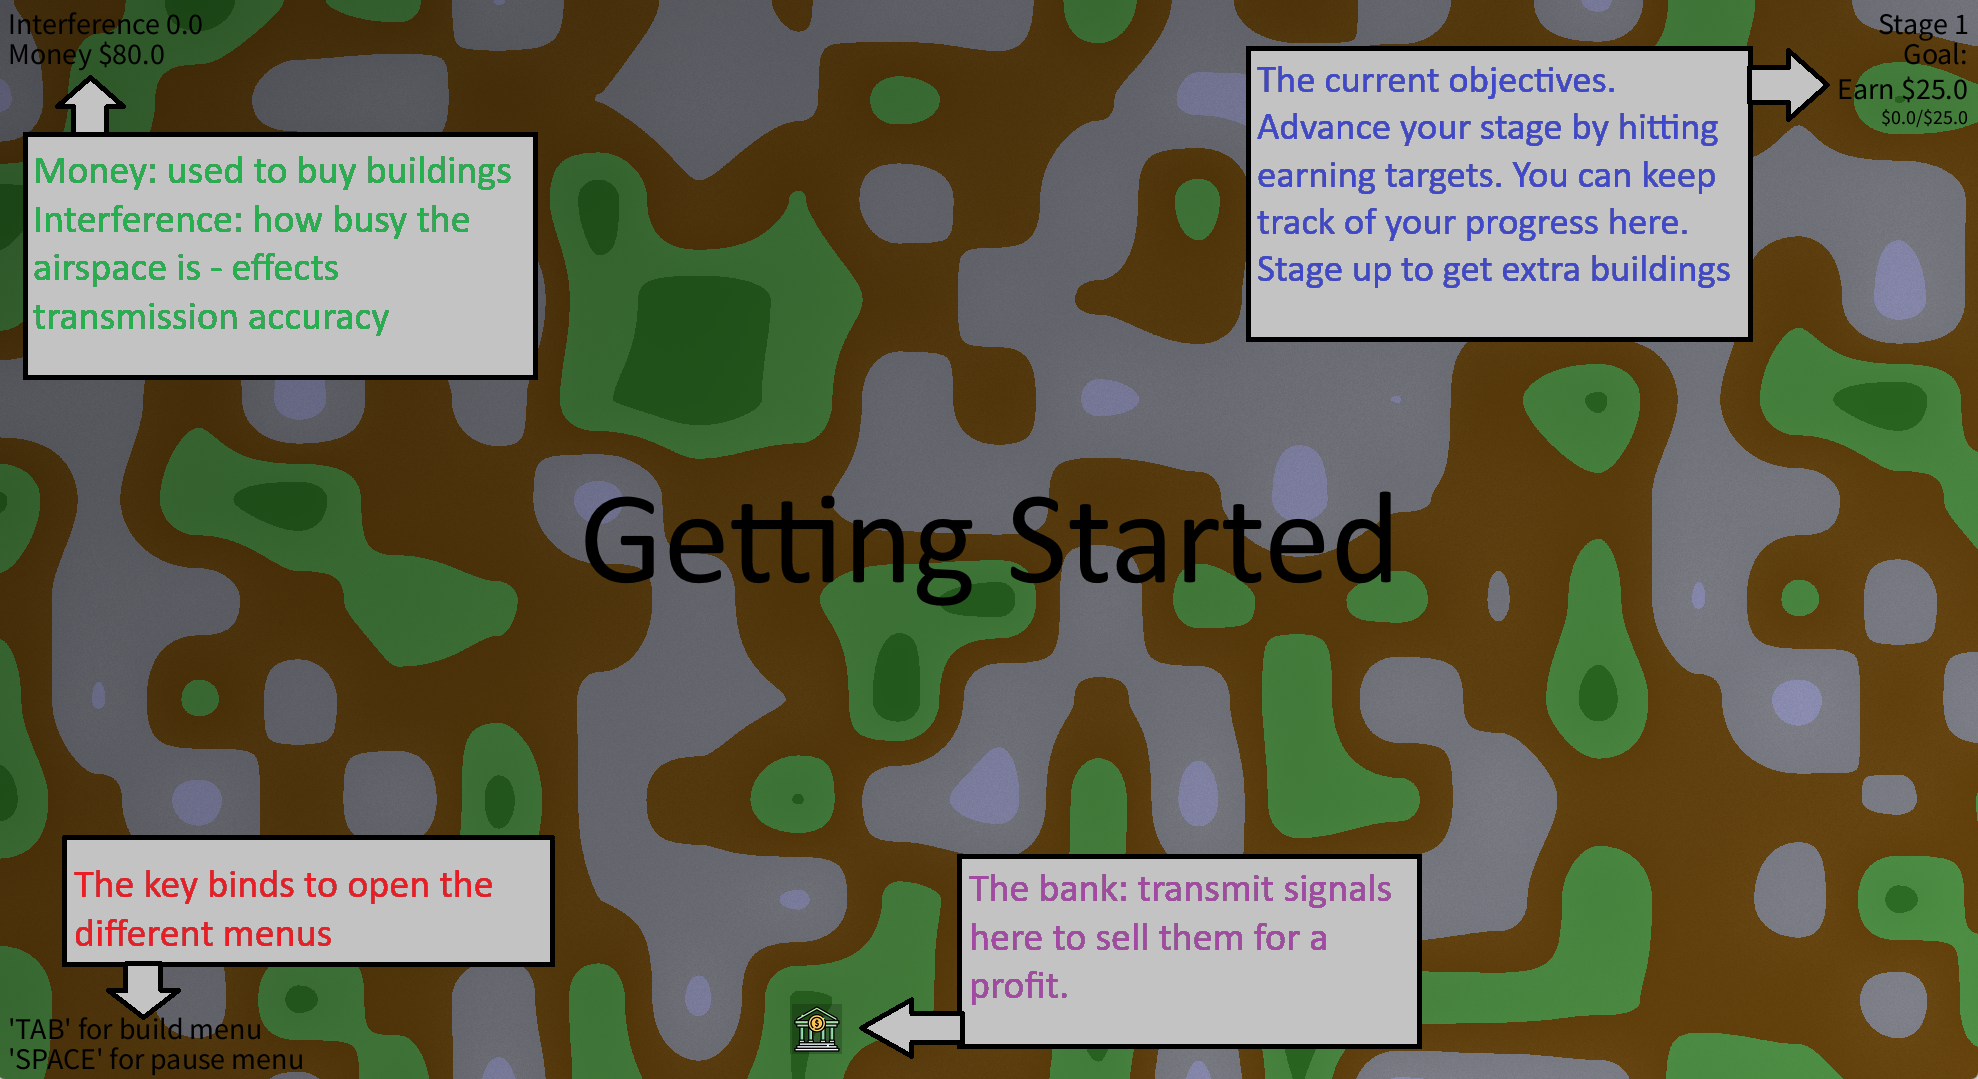 Interference 0.0
Money $80.0
Stage 1
Goal:
Earn $25.0
$0.0/$25.0
Money: used to buy buildings
Interference: how busy the
airspace is - effects
transmission accuracy
The current objectives.
Advance your stage by hitting
earning targets. You can keep
track of your progress here.
Stage up to get extra buildings
Getting Started
The key binds to open the
different menus
The bank: transmit signals
here to sell them for a
profit.
'TAB' for build menu
'SPACE' for pause menu